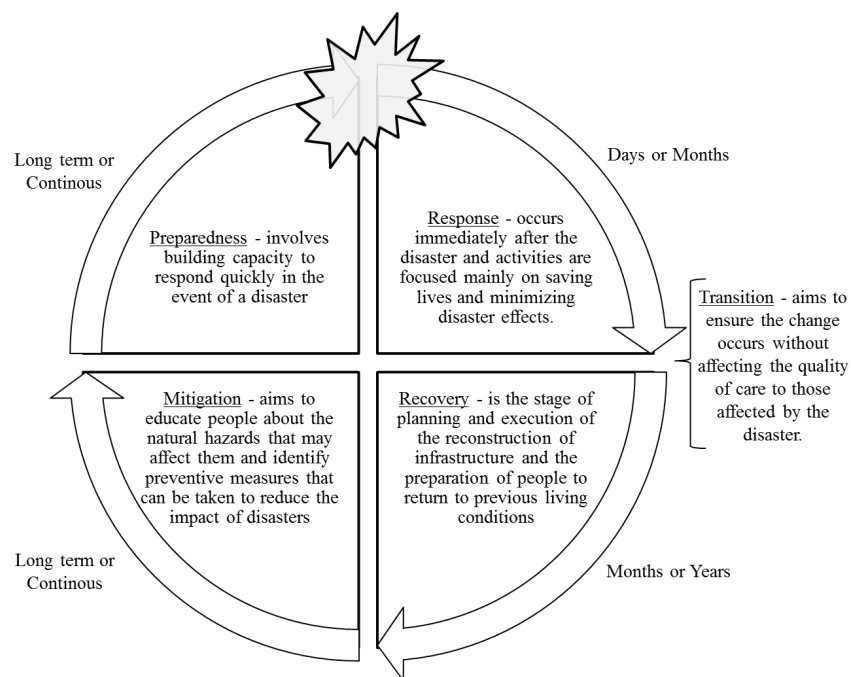 Long term or
Continous
Preparedness - involves
building capacity to
respond quickly in the
event of a disaster
Days or Months
Response - occurs
immediately after the
disaster and activities are
focused mainly on saving
lives and minimizing
disaster effects.
Transition - aims to
ensure the change
occurs without
affecting the quality
of care to those
affected by the
disaster.
Mitigation - aims to
educate people about the
natural hazards that may
affect them and identify
preventive measures that
can be taken to reduce the
impact of disasters
Recovery - is the stage of
planning and execution of
the reconstruction of
infrastructure and the
preparation of people to
return to previous living
conditions
Long term or
Continous
Months or Years